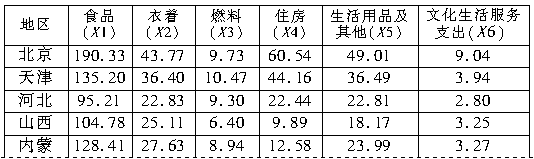 地区 食品(X1) 衣着(X2) 燃料(X3) 住房(X4) 生活用品及其他(X5) 文化生活服务支出(X6)
北京 190.33 43.77 9.73 60.54 49.01 9.04
天津 135.20 36.40 10.47 44.16 36.49 3.94
河北 95.21 22.83 9.30 22.44 22.81 2.80
山西 104.78 25.11 6.40 9.89 18.17 3.25
内蒙 128.41 27.63 8.94 12.58 23.99 3.27